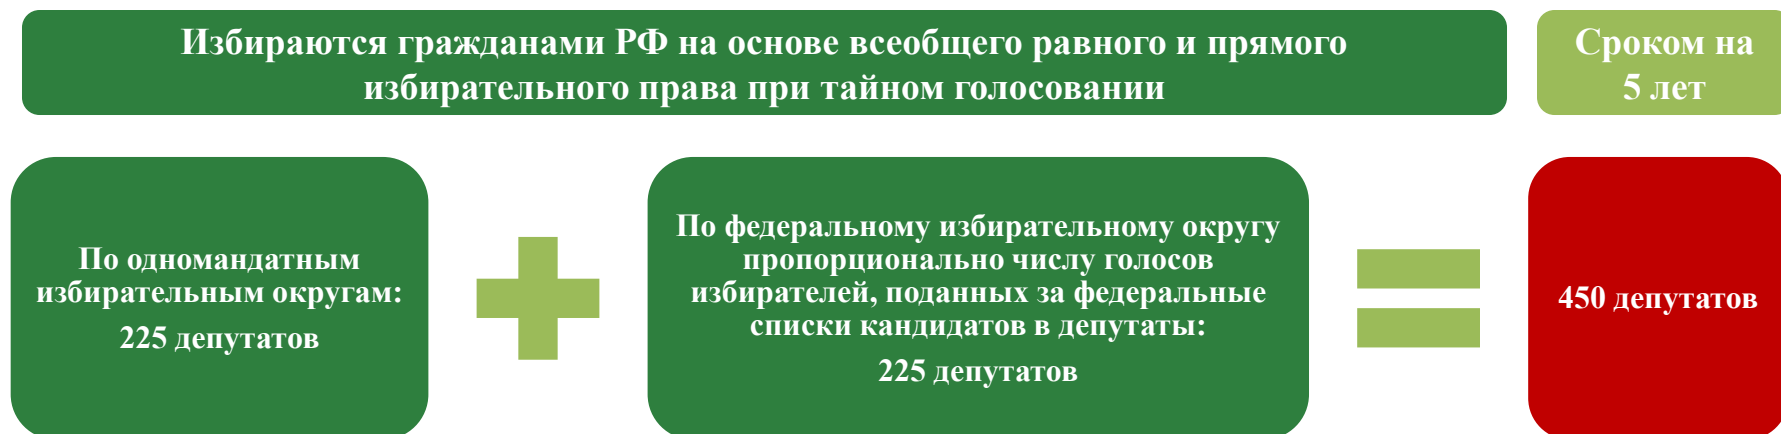 Избираются гражданами РФ на основе всеобщего равного и прямого
избирательного права при тайном голосовании
Сроком на
5 лет
По одномандатным
избирательным округам:
225 депутатов
По федеральному избирательному округу
пропорционально числу голосов
избирателей, поданных за федеральные
списки кандидатов в депутаты:
225 депутатов
450 депутатов